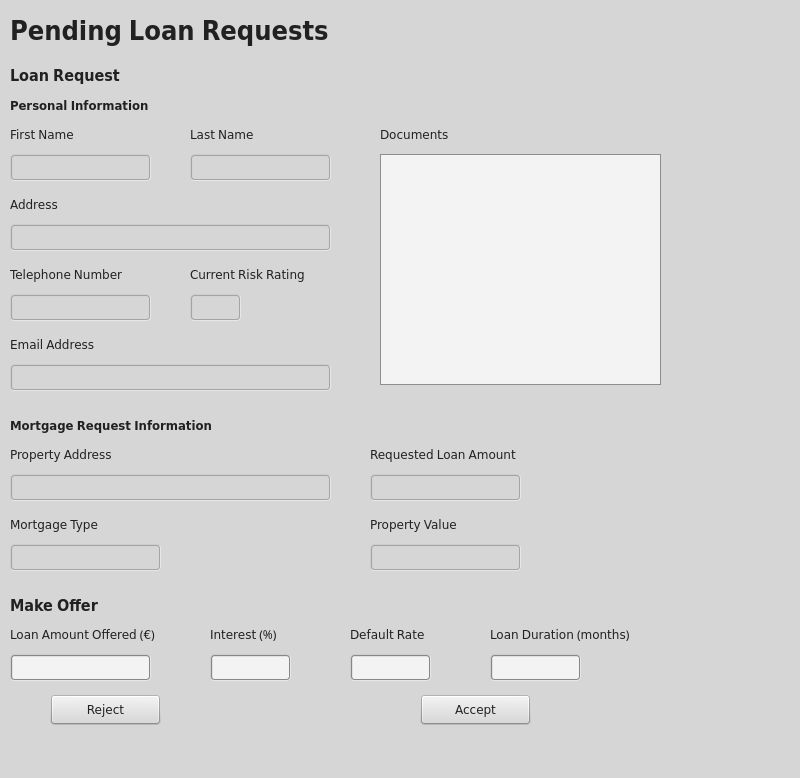 Pending Loan Requests
Loan Request
Personal Information
First Name Last Name Documents
Address
Telephone Number Current Risk Rating
Email Address
Mortgage Request Information
Property Address Requested Loan Amount
Mortgage Type Property Value
Make Offer
Loan Amount Offered (€) Interest (%) Default Rate Loan Duration (months)
Reject Accept